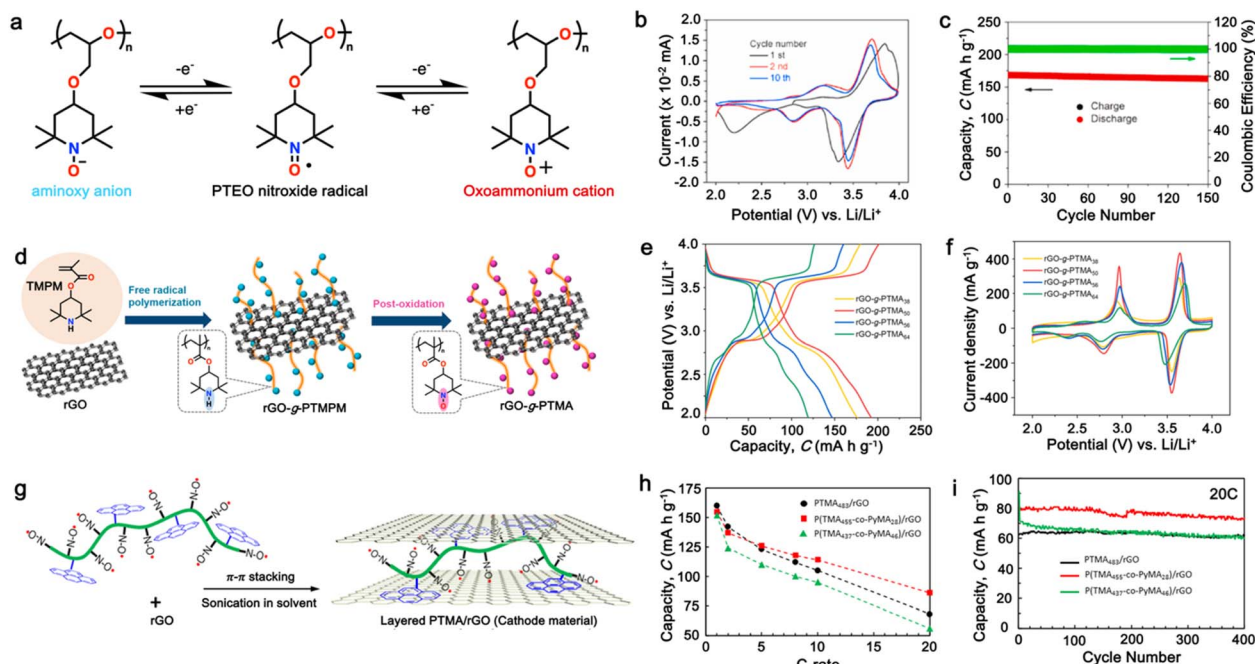 a
( O )n
O
N
O
−
-e-
+e-
( O )n
O
N
O •
-e-
+e-
( O )n
O
N
O
+
aminoxy anion
PTEO nitroxide radical
Oxoammonium cation
b
Current (x 10-2 mA)
1.5
1.0
0.5
0.0
-0.5
-1.0
-1.5
-2.0
Cycle number
1 st
2 nd
10 th
2.0 2.5 3.0 3.5 4.0
Potential (V) vs. Li/Li+
c
Capacity, C (mA h g-1)
250
225
200
175
150
125
100
75
50
25
0
Charge
Discharge
0 30 60 90 120 150
Cycle Number
120
100
80
60
40
20
0
Coulombic Efficiency (%)
d
TMPM
O
O
N
H
rGO
Free radical
polymerization
( )n
O
O
N
H
rGO-g-PTMPM
Post-oxidation
( )n
O
O
N
O
rGO-g-PTMA
e
Potential (V) vs. Li/Li+
4.0
3.5
3.0
2.5
2.0
rGO-g-PTMA38
rGO-g-PTMA50
rGO-g-PTMA56
rGO-g-PTMA64
0 50 100 150 200 250
Capacity, C (mA h g-1)
f
Current density (mA g-1)
400
200
0
-200
-400
rGO-g-PTMA38
rGO-g-PTMA50
rGO-g-PTMA56
rGO-g-PTMA64
2.0 2.5 3.0 3.5 4.0
Potential (V) vs. Li/Li+
g
+
rGO
π-π stacking
Sonication in solvent
Layered PTMA/rGO (Cathode material)
h
Capacity, C (mA h g-1)
175
150
125
100
75
50
PTMA483/rGO
P(TMA455-co-PyMA28)/rGO
P(TMA437-co-PyMA46)/rGO
0 5 10 15 20
i
Capacity, C (mA h g-1)
100
80
60
40
20
0
20C
PTMA483/rGO
P(TMA455-co-PyMA28)/rGO
P(TMA437-co-PyMA46)/rGO
0 100 200 300 400
Cycle Number